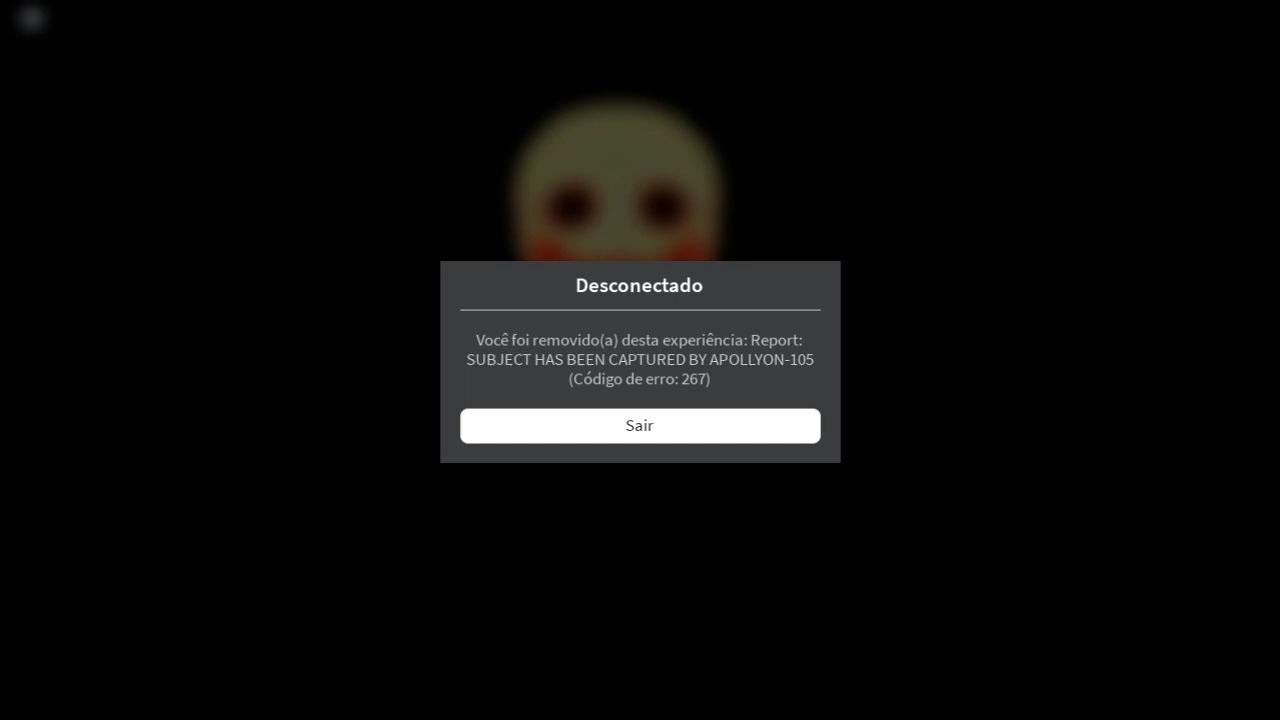 Desconectado
Você foi removido(a) desta experiência: Report:
SUBJECT HAS BEEN CAPTURED BY APOLLYON-105
(Código de erro: 267)
Sair